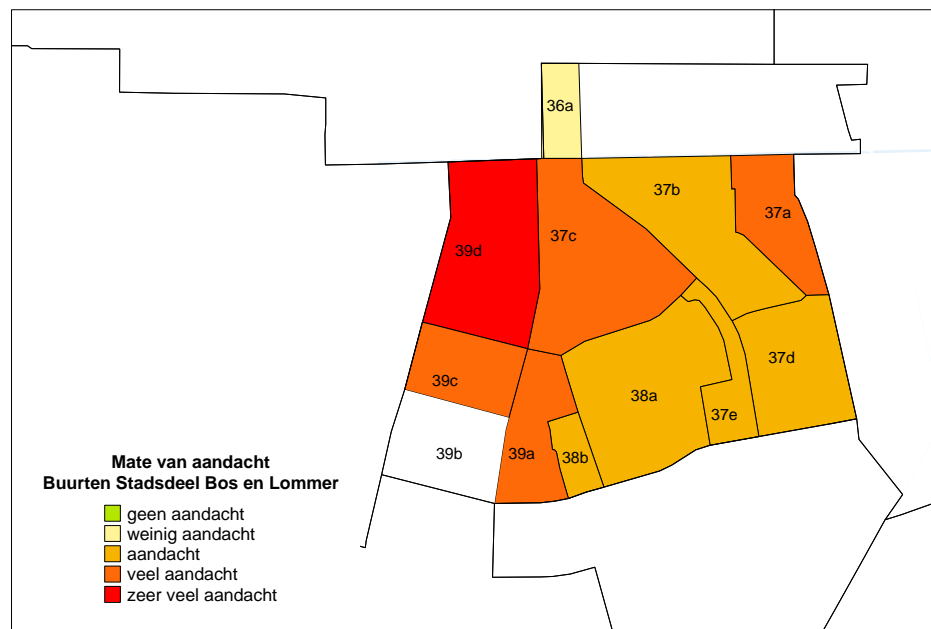 36a
37b
37a
39d
37c
37d
39c
38a
37e
39b
39a
38b
Mate van aandacht
Buurten Stadsdeel Bos en Lommer
geen aandacht
weinig aandacht
aandacht
veel aandacht
zeer veel aandacht